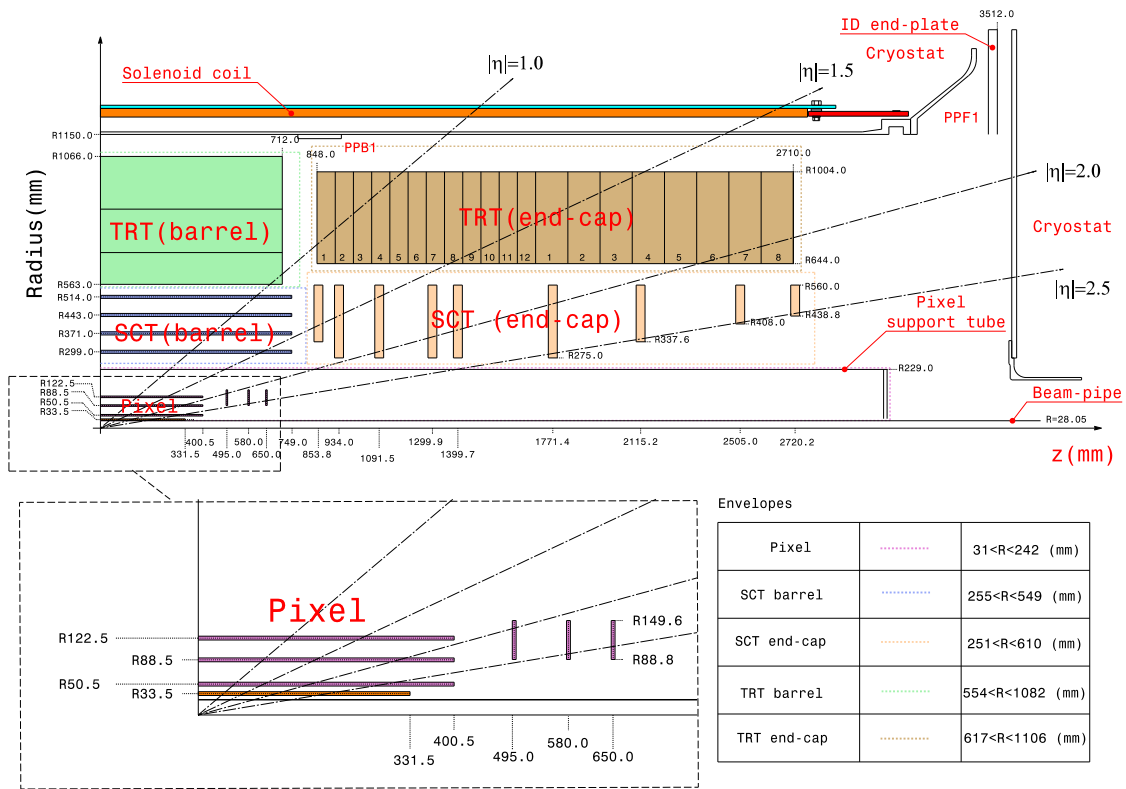 3512.0
ID end-plate
Cryostat
|η|=1.0
|η|=1.5
Solenoid coil
PPF1
R1150.0
712.0
PPB1
R1066.0
848.0
2710.0
R1004.0
|η|=2.0
Radius(mm)
TRT(barrel)
TRT(end-cap)
Cryostat
1 2 3 4 5 6 7 8 9 10 11 12 1 2 3 4 5 6 7 8
R644.0
R563.0
R560.0
|η|=2.5
R514.0
Pixel
support tube
R443.0
SCT(barrel)
SCT (end-cap)
R438.8
R408.0
R371.0
R337.6
R299.0
R275.0
R229.0
R122.5
R88.5
Pixel
R50.5
Beam-pipe
R33.5
R=28.05
400.5 580.0 749.0 934.0 1299.9 1771.4 2115.2 2505.0 2720.2
331.5 495.0 650.0 853.8 1091.5 1399.7
z(mm)
Envelopes
Pixel 31<R<242 (mm)
SCT barrel 255<R<549 (mm)
SCT end-cap 251<R<610 (mm)
TRT barrel 554<R<1082 (mm)
TRT end-cap 617<R<1106 (mm)
Pixel
R122.5
R149.6
R88.5
R88.8
R50.5
R33.5
400.5
580.0
331.5
495.0
650.0